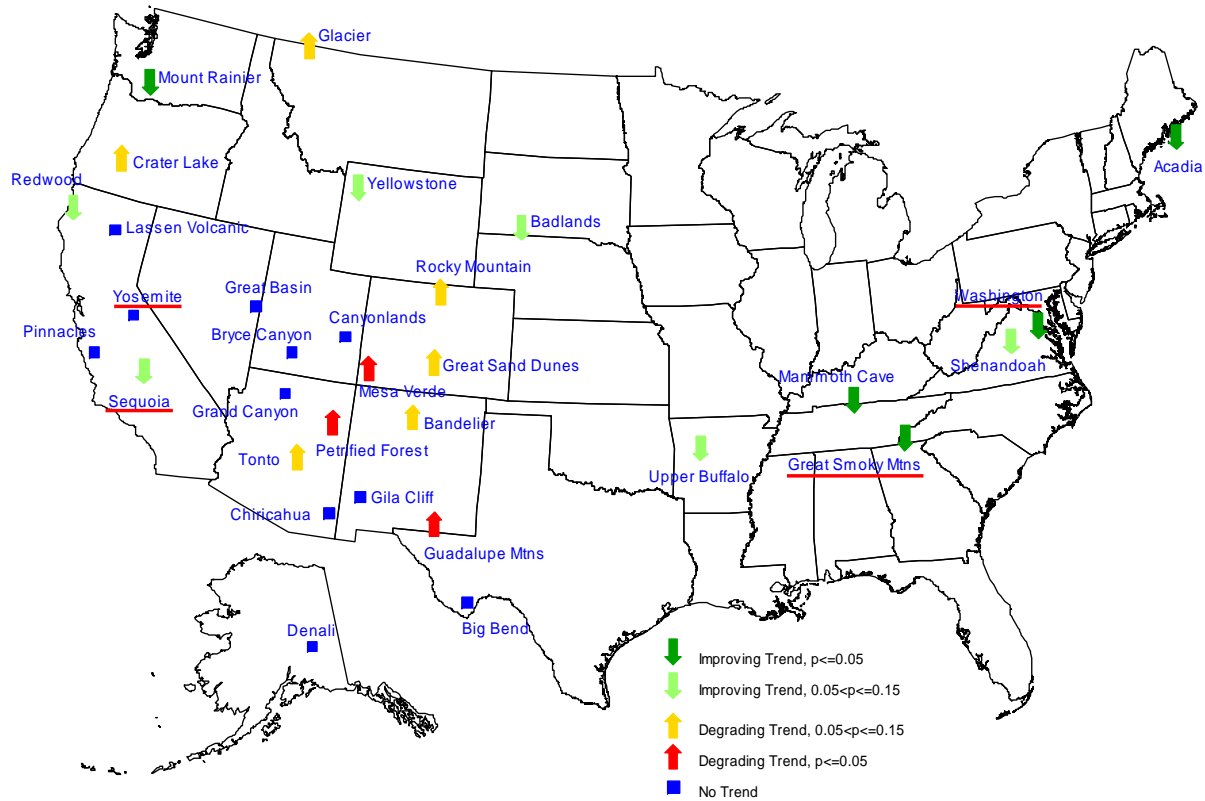 Glacier
Mount Rainier
Crater Lake
Acadia
Redwood
Yellowstone
Lassen Volcanic
Badlands
Rocky Mountain
Yosemite
Great Basin
Washington
Pinnacles
Bryce Canyon
Canyonlands
Great Sand Dunes
Shenandoah
Mammoth Cave
Mesa Verde
Sequoia
Grand Canyon
Bandelier
Petrified Forest
Tonto
Upper Buffalo
Great Smoky Mtns
Gila Cliff
Chiricahua
Guadalupe Mtns
Big Bend
Denali
Improving Trend, p<=0.05
Improving Trend, 0.05<p<=0.15
Degrading Trend, 0.05<p<=0.15
Degrading Trend, p<=0.05
No Trend